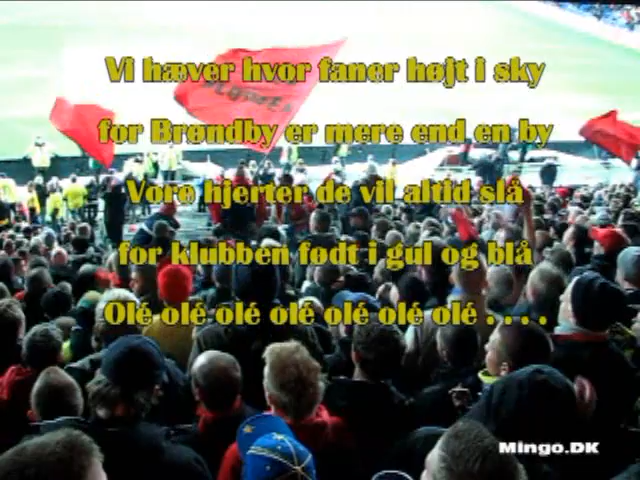 Vi hæver hvor faner højt i sky
for Brøndby er mere end en by
Vore hjerter de vil altid slå
for klubben født i gul og blå
Olé olé olé olé olé olé olé . . . .
Mingo.DK